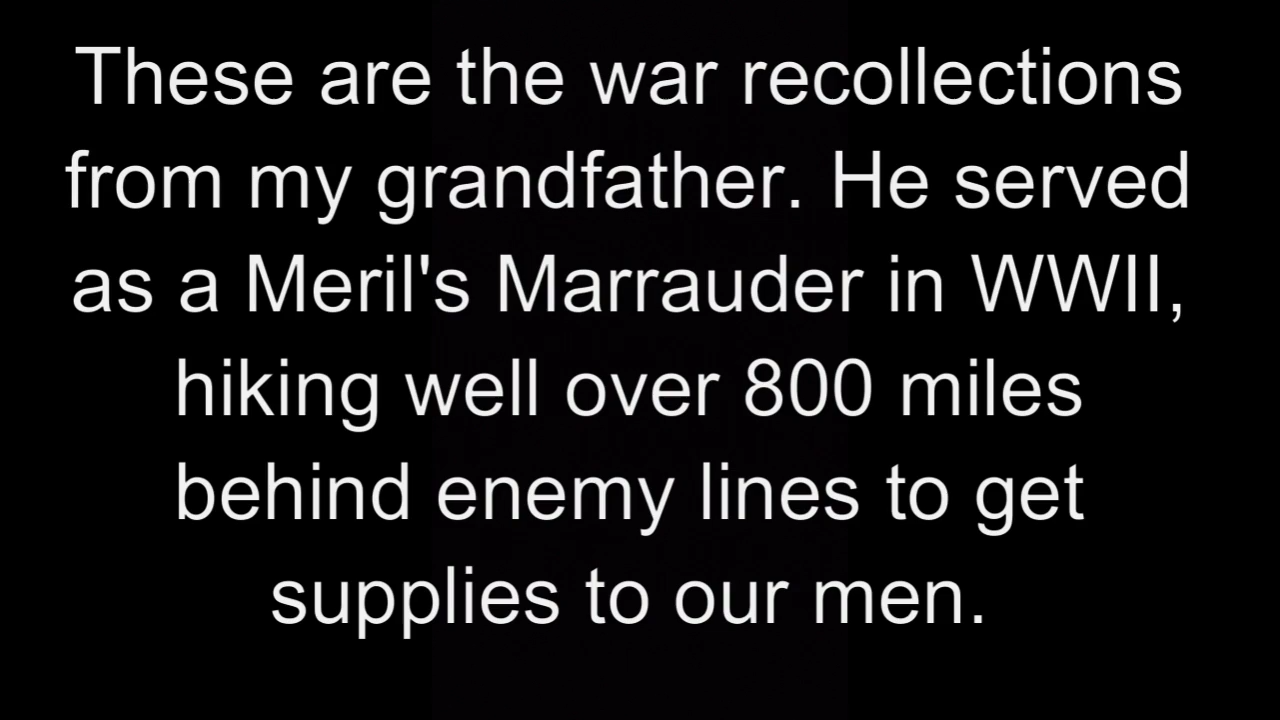 These are the war recollections
from my grandfather. He served
as a Meril's Marrauder in WWII,
hiking well over 800 miles
behind enemy lines to get
supplies to our men.